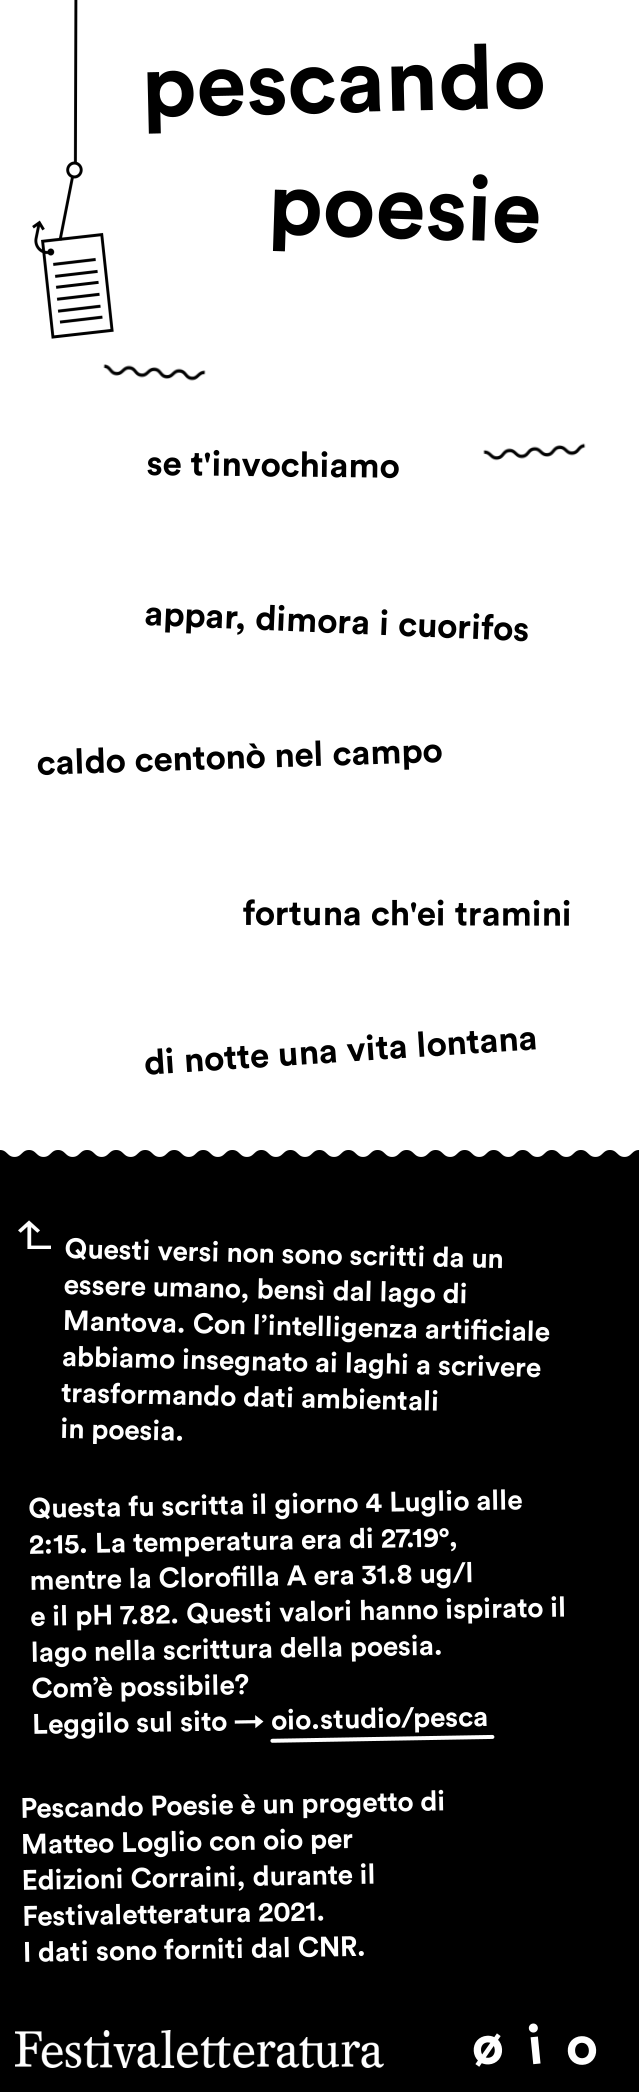 pescando
poesie
se t'invochiamo
appar, dimora i cuorifos
caldo centonò nel campo
fortuna ch'ei tramini
di notte una vita lontana
Questi versi non sono scritti da un
essere umano, bensì dal lago di
Mantova. Con l’intelligenza artificiale
abbiamo insegnato ai laghi a scrivere
trasformando dati ambientali
in poesia.
Questa fu scritta il giorno 4 Luglio alle
2:15. La temperatura era di 27.19°,
mentre la Clorofilla A era 31.8 ug/l
e il pH 7.82. Questi valori hanno ispirato il
lago nella scrittura della poesia.
Com’è possibile?
Leggilo sul sito → oio.studio/pesca
Pescando Poesie è un progetto di
Matteo Loglio con oio per
Edizioni Corraini, durante il
Festivaletteratura 2021.
I dati sono forniti dal CNR.
Festivaletteratura øio